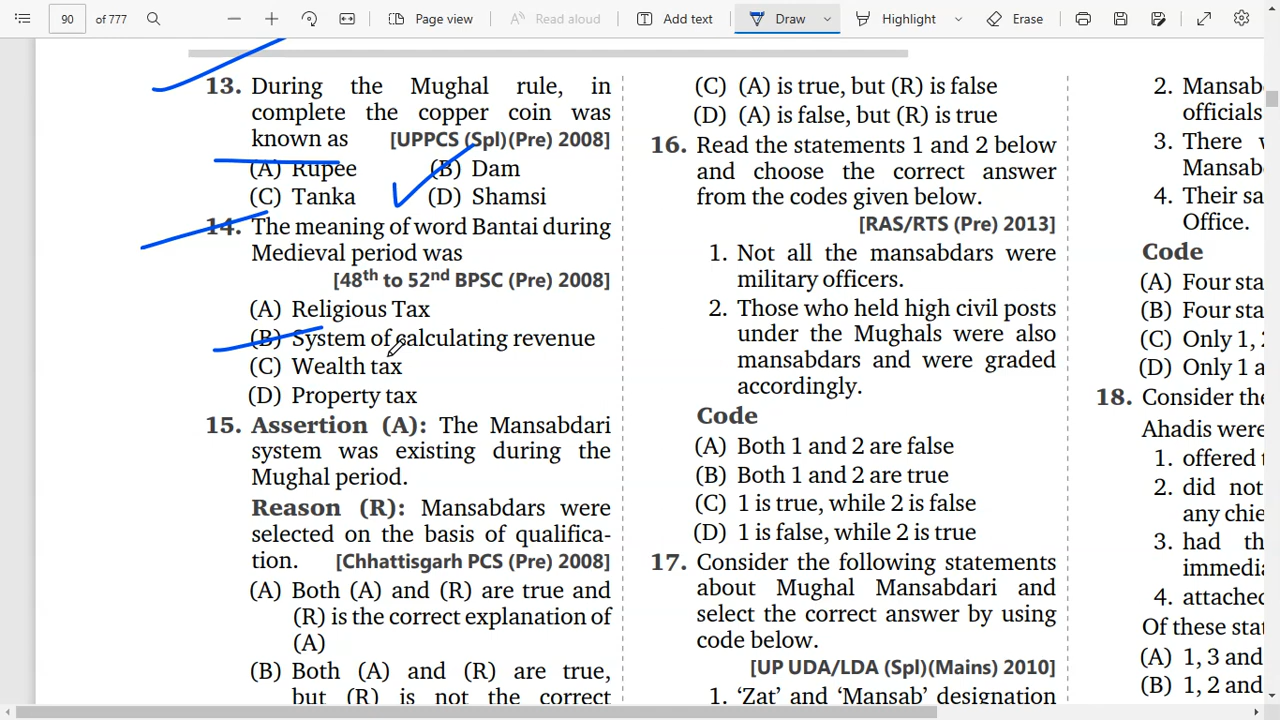 90
of 777
Page view
Read aloud
Add text
Draw
Highlight
Erase
13. During the Mughal rule, in
complete the copper coin was
known as [UPPCS (Spl)(Pre) 2008]
(A) Rupee (B) Dam
(C) Tanka (D) Shamsi
14. The meaning of word Bantai during
Medieval period was
[48th to 52nd BPSC (Pre) 2008]
(A) Religious Tax
(B) System of calculating revenue
(C) Wealth tax
(D) Property tax
15. Assertion (A): The Mansabdari
system was existing during the
Mughal period.
Reason (R): Mansabdars were
selected on the basis of qualifica-
tion. [Chhattisgarh PCS (Pre) 2008]
(A) Both (A) and (R) are true and
(R) is the correct explanation of
(A)
(B) Both (A) and (R) are true,
but (R) is not the correct
(C) (A) is true, but (R) is false
(D) (A) is false, but (R) is true
16. Read the statements 1 and 2 below
and choose the correct answer
from the codes given below.
[RAS/RTS (Pre) 2013]
1. Not all the mansabdars were
military officers.
2. Those who held high civil posts
under the Mughals were also
mansabdars and were graded
accordingly.
Code
(A) Both 1 and 2 are false
(B) Both 1 and 2 are true
(C) 1 is true, while 2 is false
(D) 1 is false, while 2 is true
17. Consider the following statements
about Mughal Mansabdari and
select the correct answer by using
code below.
[UP UDA/LDA (Spl)(Mains) 2010]
1. ‘Zat’ and ‘Mansab’ designation
2. Mansab
officials
3. There
Mansab
4. Their sa
Office.
Code
(A) Four sta
(B) Four sta
(C) Only 1,
(D) Only 1 a
18. Consider the
Ahadis were
1. offered
2. did not
any chie
3. had th
immedia
4. attached
Of these stat
(A) 1, 3 and
(B) 1, 2 and